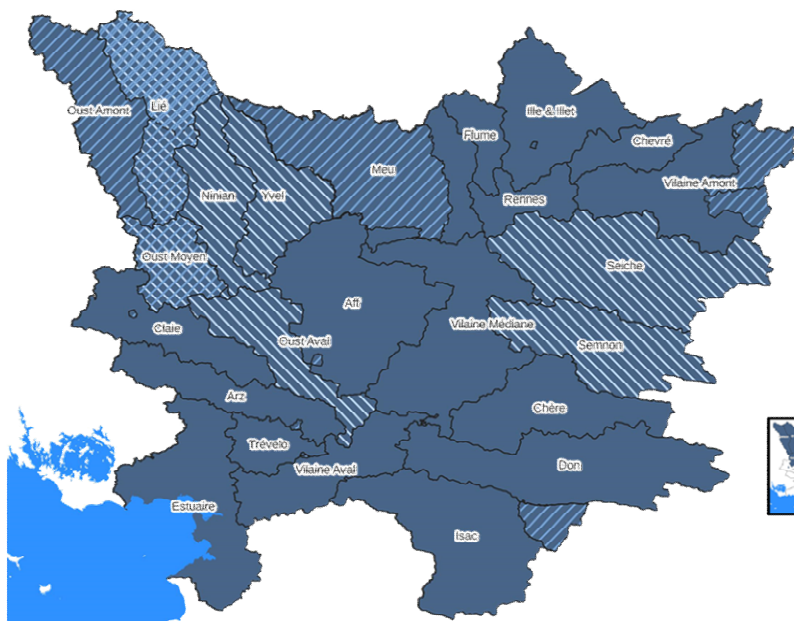 Oust Amont
Lié
Ille & Illet
Flume
Chevré
Meu
Vilaine Amont
Ninian
Yvel
Rennes
Oust Moyen
Seiche
Aff
Claie
Vilaine Médiane
Oust Aval
Semnon
Arz
Chère
Trévelo
Vilaine Aval
Don
Estuaire
Isac